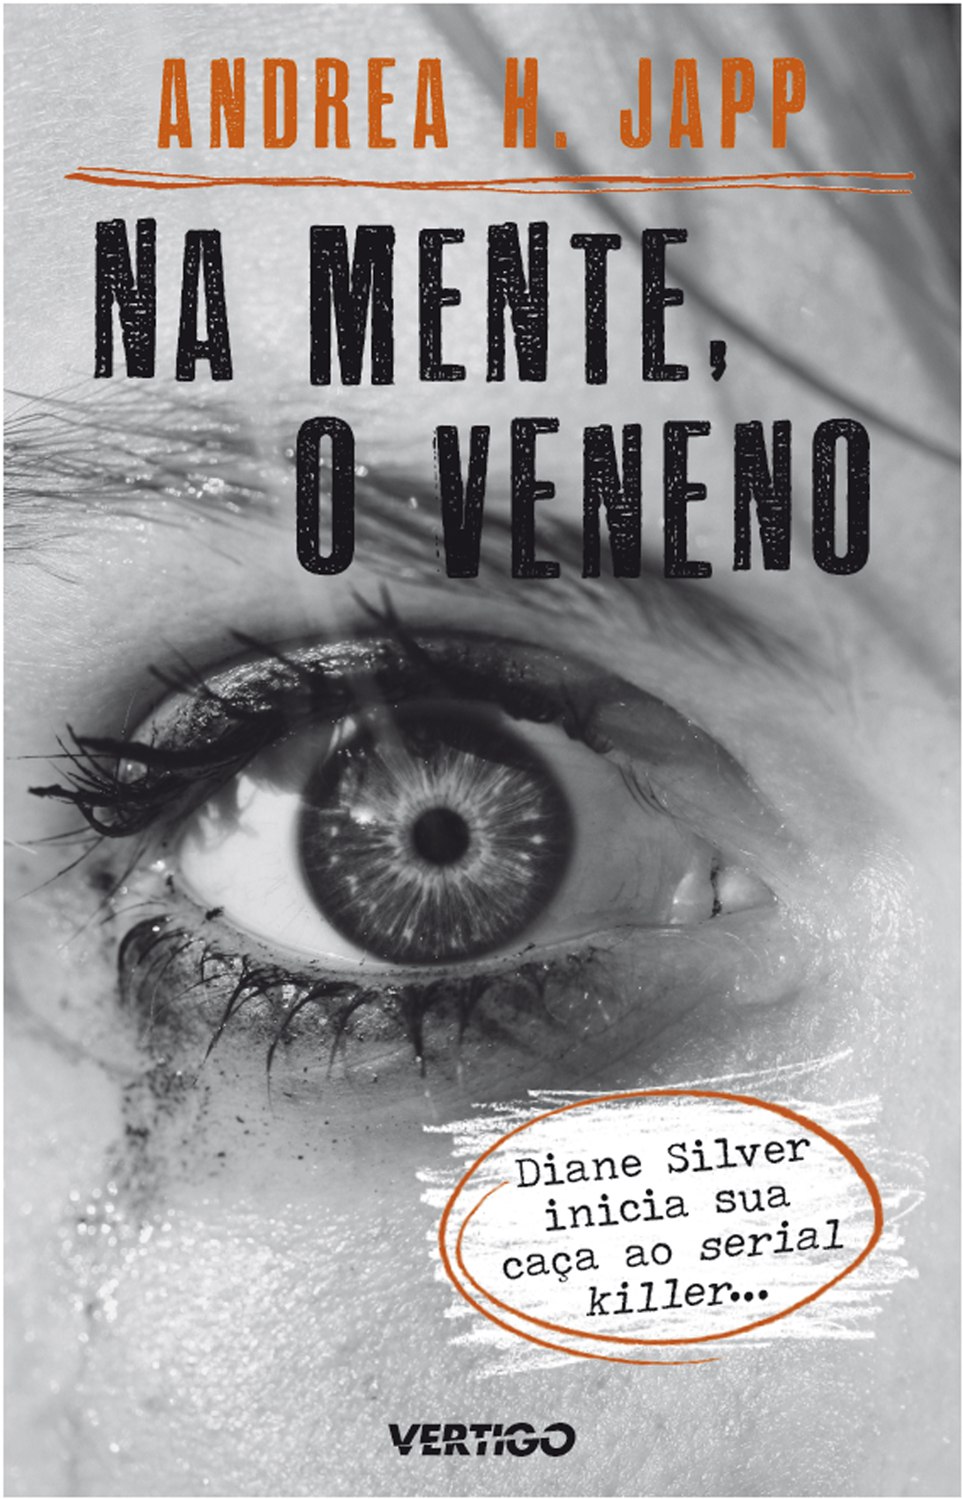 ANDREA H. JAPP
NA MENTE,
O VENENO
Diane Silver
inicia sua
caça ao serial
killer...
VERTIGO